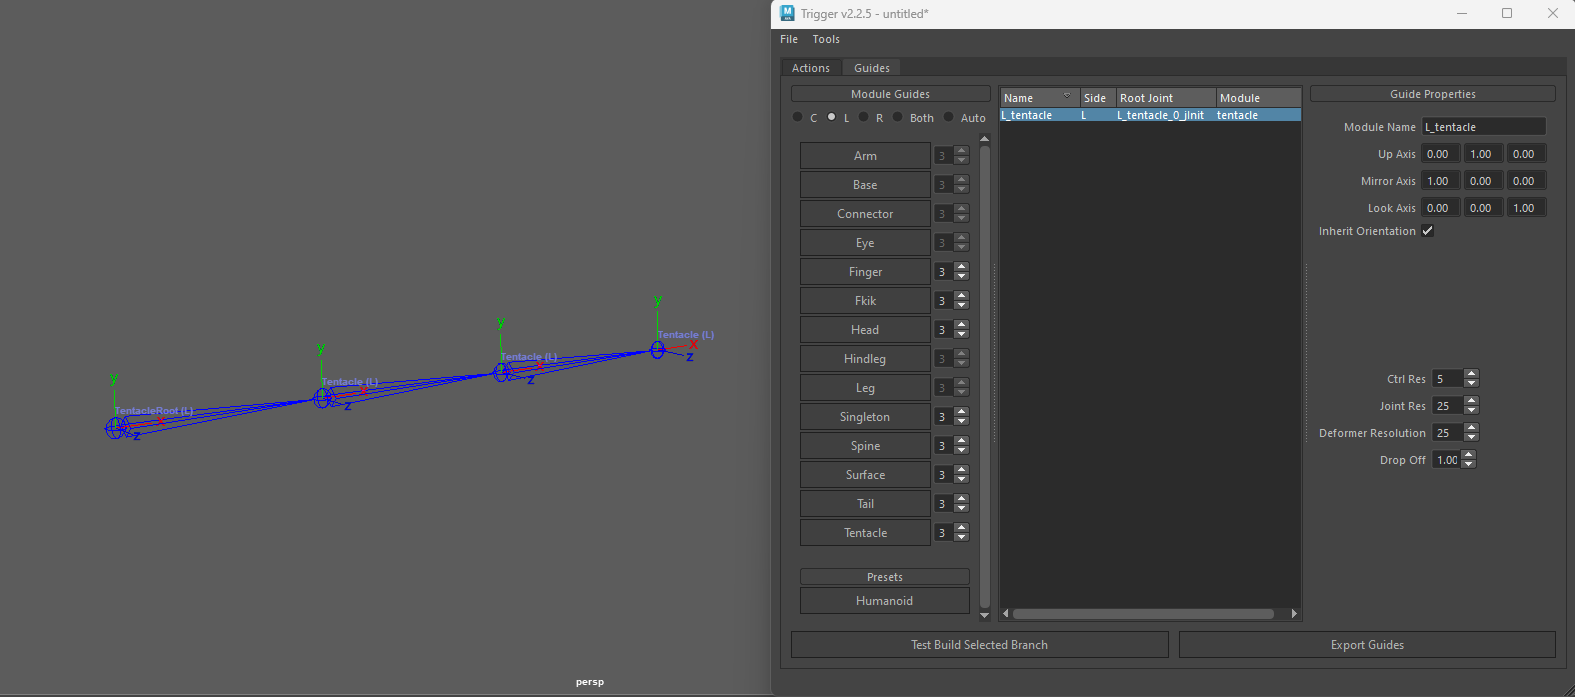 Trigger v2.2.5 - untitled*
File Tools
Actions Guides
Module Guides
C L R Both Auto
Arm 3
Base 3
Connector 3
Eye 3
Finger 3
Fkik 3
Head 3
Hindleg 3
Leg 3
Singleton 3
Spine 3
Surface 3
Tail 3
Tentacle 3
Presets
Humanoid
Name Side Root Joint Module
L_tentacle L L_tentacle_0_jInit tentacle
Guide Properties
Module Name L_tentacle
Up Axis 0.00 1.00 0.00
Mirror Axis 1.00 0.00 0.00
Look Axis 0.00 0.00 1.00
Inherit Orientation
Ctrl Res 5
Joint Res 25
Deformer Resolution 25
Drop Off 1.00
Test Build Selected Branch Export Guides
y
Tentacle (L)
x
z
y
Tentacle (L)
x
z
y
Tentacle (L)
x
z
y
TentacleRoot (L)
x
z
persp